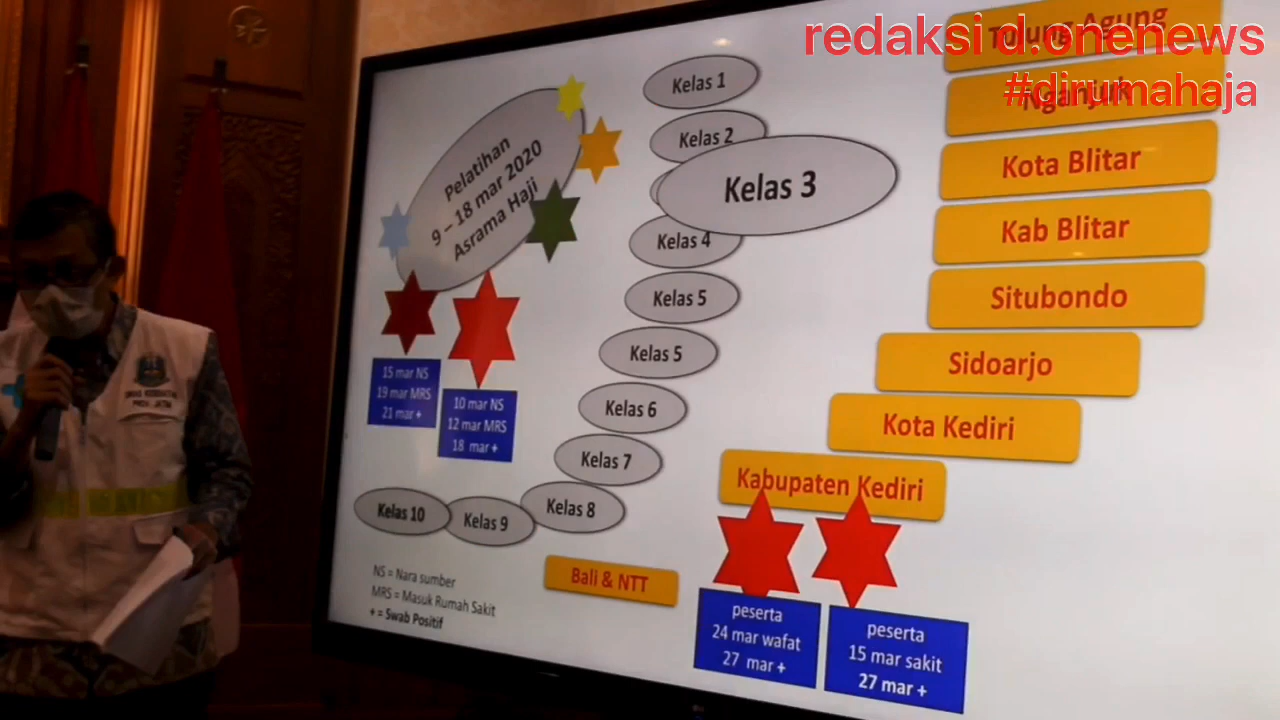 redaksi d.onenews
#dirumahaja
Pelatihan
9 – 18 mar 2020
Asrama Haji
15 mar NS
19 mar MRS
21 mar +
10 mar NS
12 mar MRS
18 mar +
Kelas 1
Kelas 2
Kelas 3
Kelas 4
Kelas 5
Kelas 5
Kelas 6
Kelas 7
Kelas 8
Kelas 9
Kelas 10
Tulung Agung
Nganjuk
Kota Blitar
Kab Blitar
Situbondo
Sidoarjo
Kota Kediri
Kabupaten Kediri
Bali & NTT
peserta
24 mar wafat
27 mar +
peserta
15 mar sakit
27 mar +
NS = Nara sumber
MRS = Masuk Rumah Sakit
+ = Swab Positif